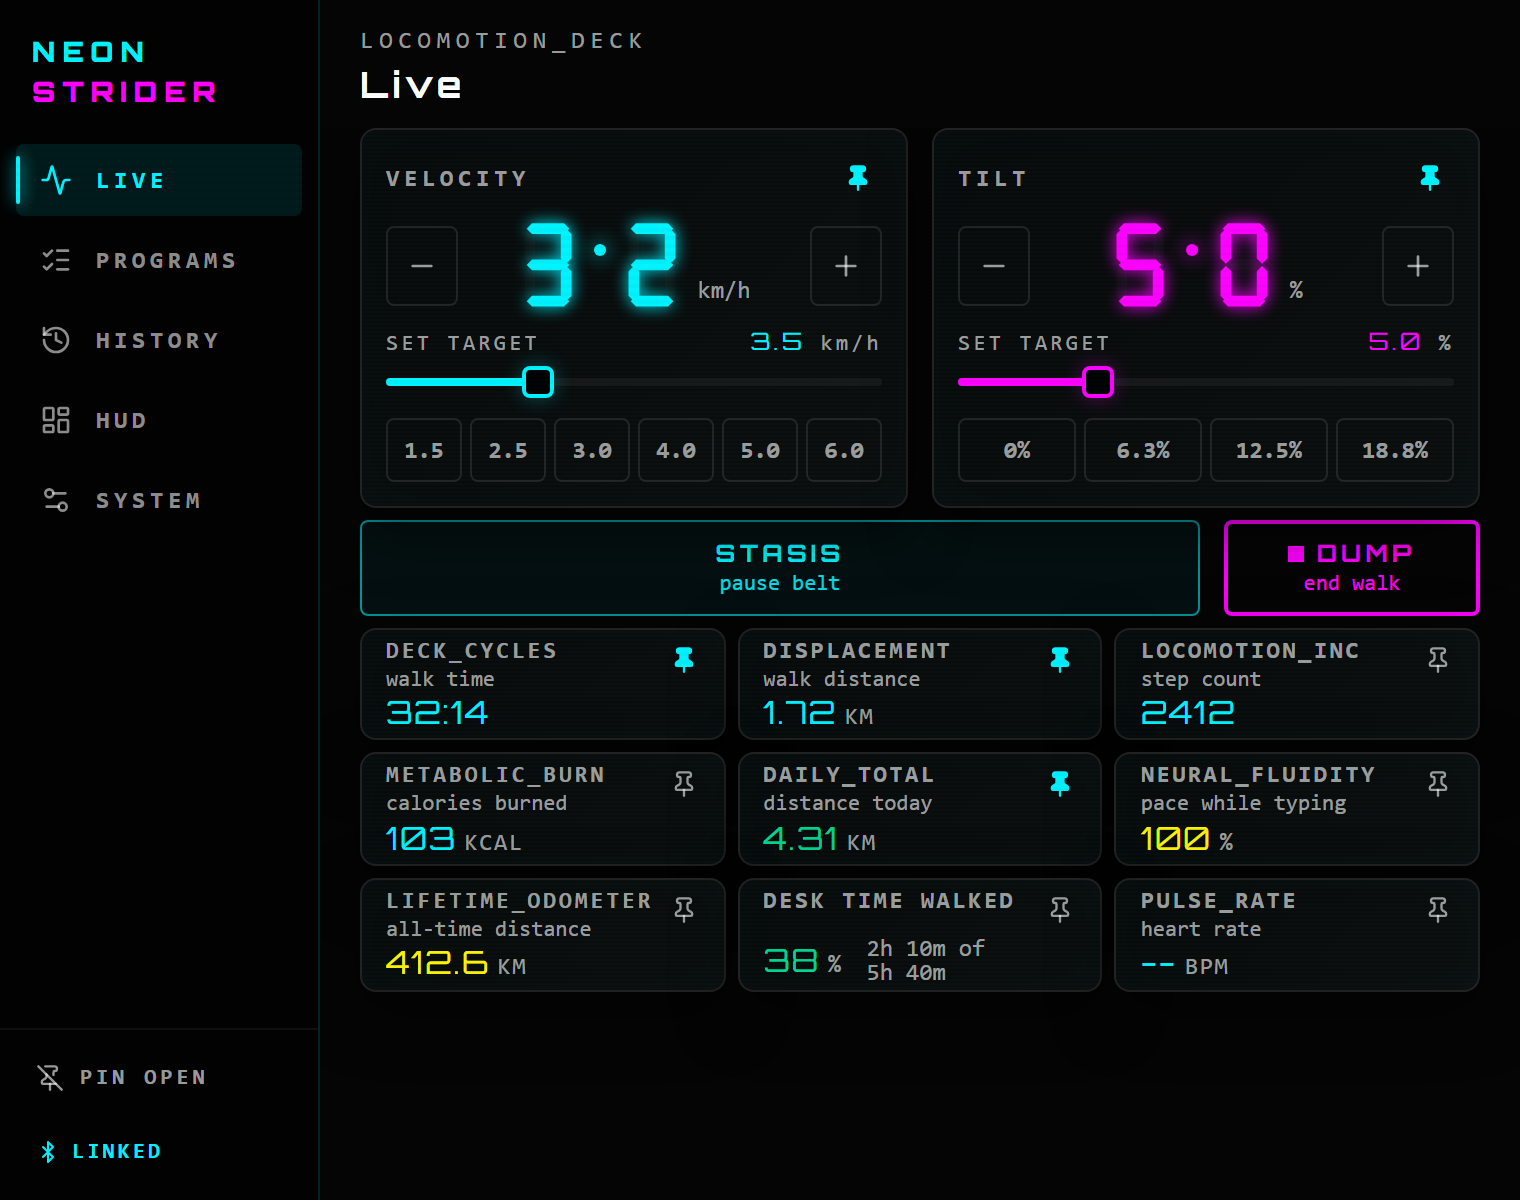 NEON
STRIDER
LIVE
PROGRAMS
HISTORY
HUD
SYSTEM
PIN OPEN
LINKED
LOCOMOTION_DECK
Live
VELOCITY
3.2 km/h
SET TARGET 3.5 km/h
1.5 2.5 3.0 4.0 5.0 6.0
TILT
5.0 %
SET TARGET 5.0 %
0% 6.3% 12.5% 18.8%
STASIS
pause belt
DUMP
end walk
DECK_CYCLES
walk time
32:14
DISPLACEMENT
walk distance
1.72 KM
LOCOMOTION_INC
step count
2412
METABOLIC_BURN
calories burned
103 KCAL
DAILY_TOTAL
distance today
4.31 KM
NEURAL_FLUIDITY
pace while typing
100 %
LIFETIME_ODOMETER
all-time distance
412.6 KM
DESK TIME WALKED
38 % 2h 10m of
5h 40m
PULSE_RATE
heart rate
-- BPM